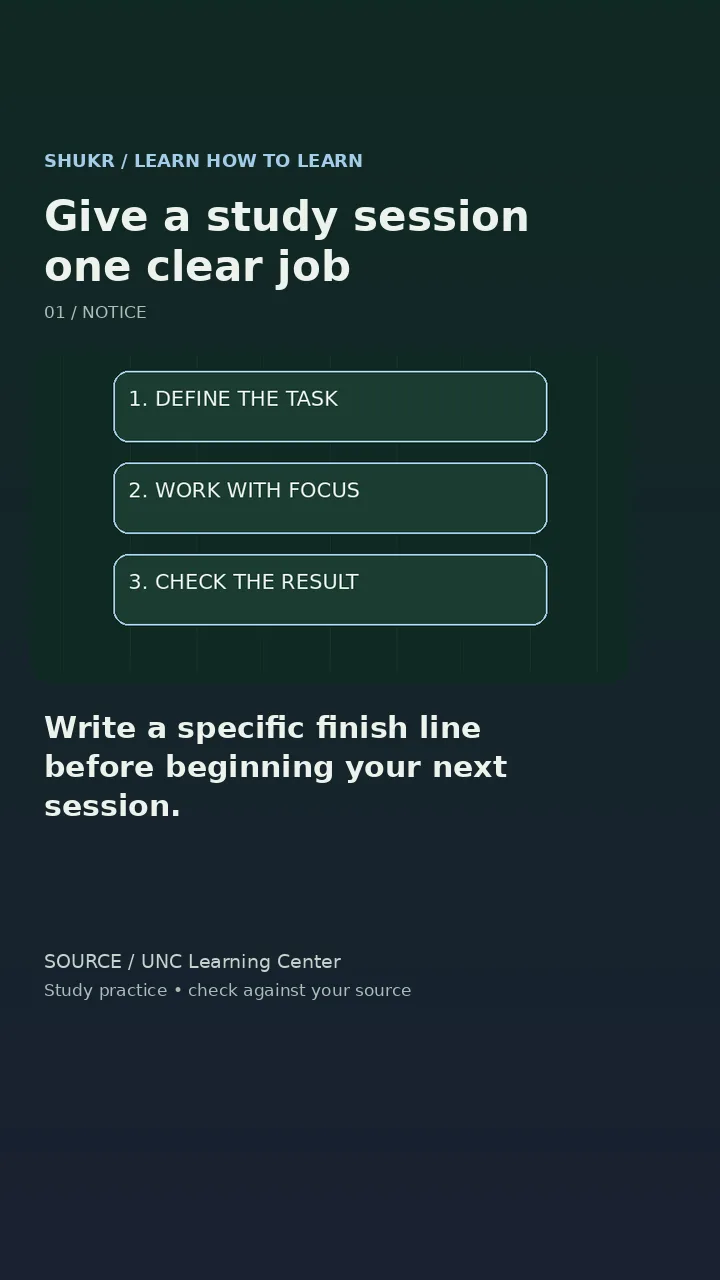 SHUKR / LEARN HOW TO LEARN
Give a study session
one clear job
01 / NOTICE
1. DEFINE THE TASK
2. WORK WITH FOCUS
3. CHECK THE RESULT
Write a specific finish line
before beginning your next
session.
SOURCE / UNC Learning Center
Study practice • check against your source